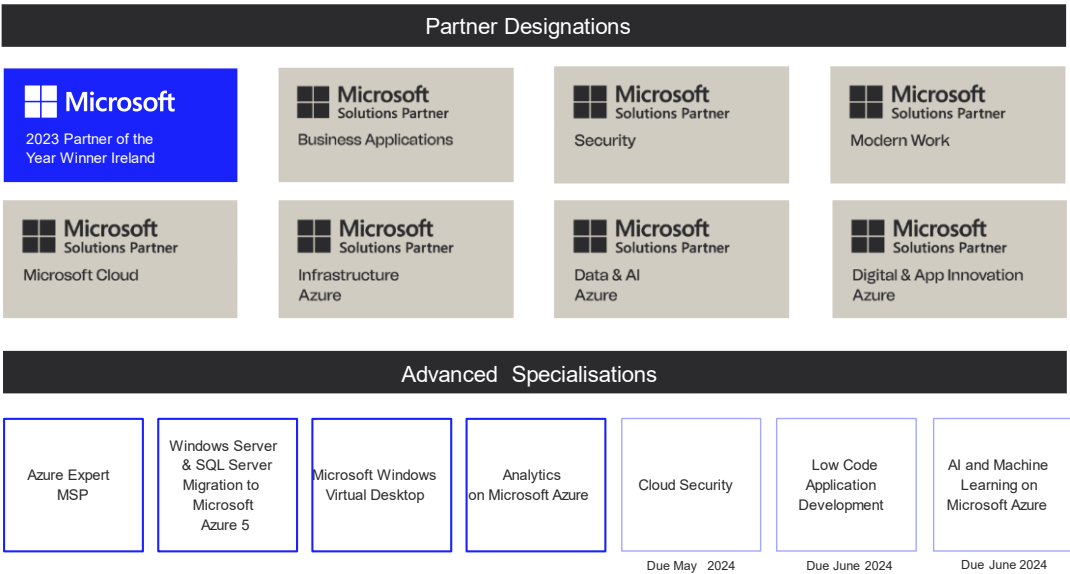 Partner Designations
Microsoft
2023 Partner of the
Year Winner Ireland
Microsoft
Solutions Partner
Business Applications
Microsoft
Solutions Partner
Security
Microsoft
Solutions Partner
Modern Work
Microsoft
Solutions Partner
Microsoft Cloud
Microsoft
Solutions Partner
Infrastructure
Azure
Microsoft
Solutions Partner
Data & AI
Azure
Microsoft
Solutions Partner
Digital & App Innovation
Azure
Advanced Specialisations
Azure Expert
MSP
Windows Server
& SQL Server
Migration to
Microsoft
Azure 5
Microsoft Windows
Virtual Desktop
Analytics
on Microsoft Azure
Cloud Security
Due May 2024
Low Code
Application
Development
Due June 2024
AI and Machine
Learning on
Microsoft Azure
Due June 2024